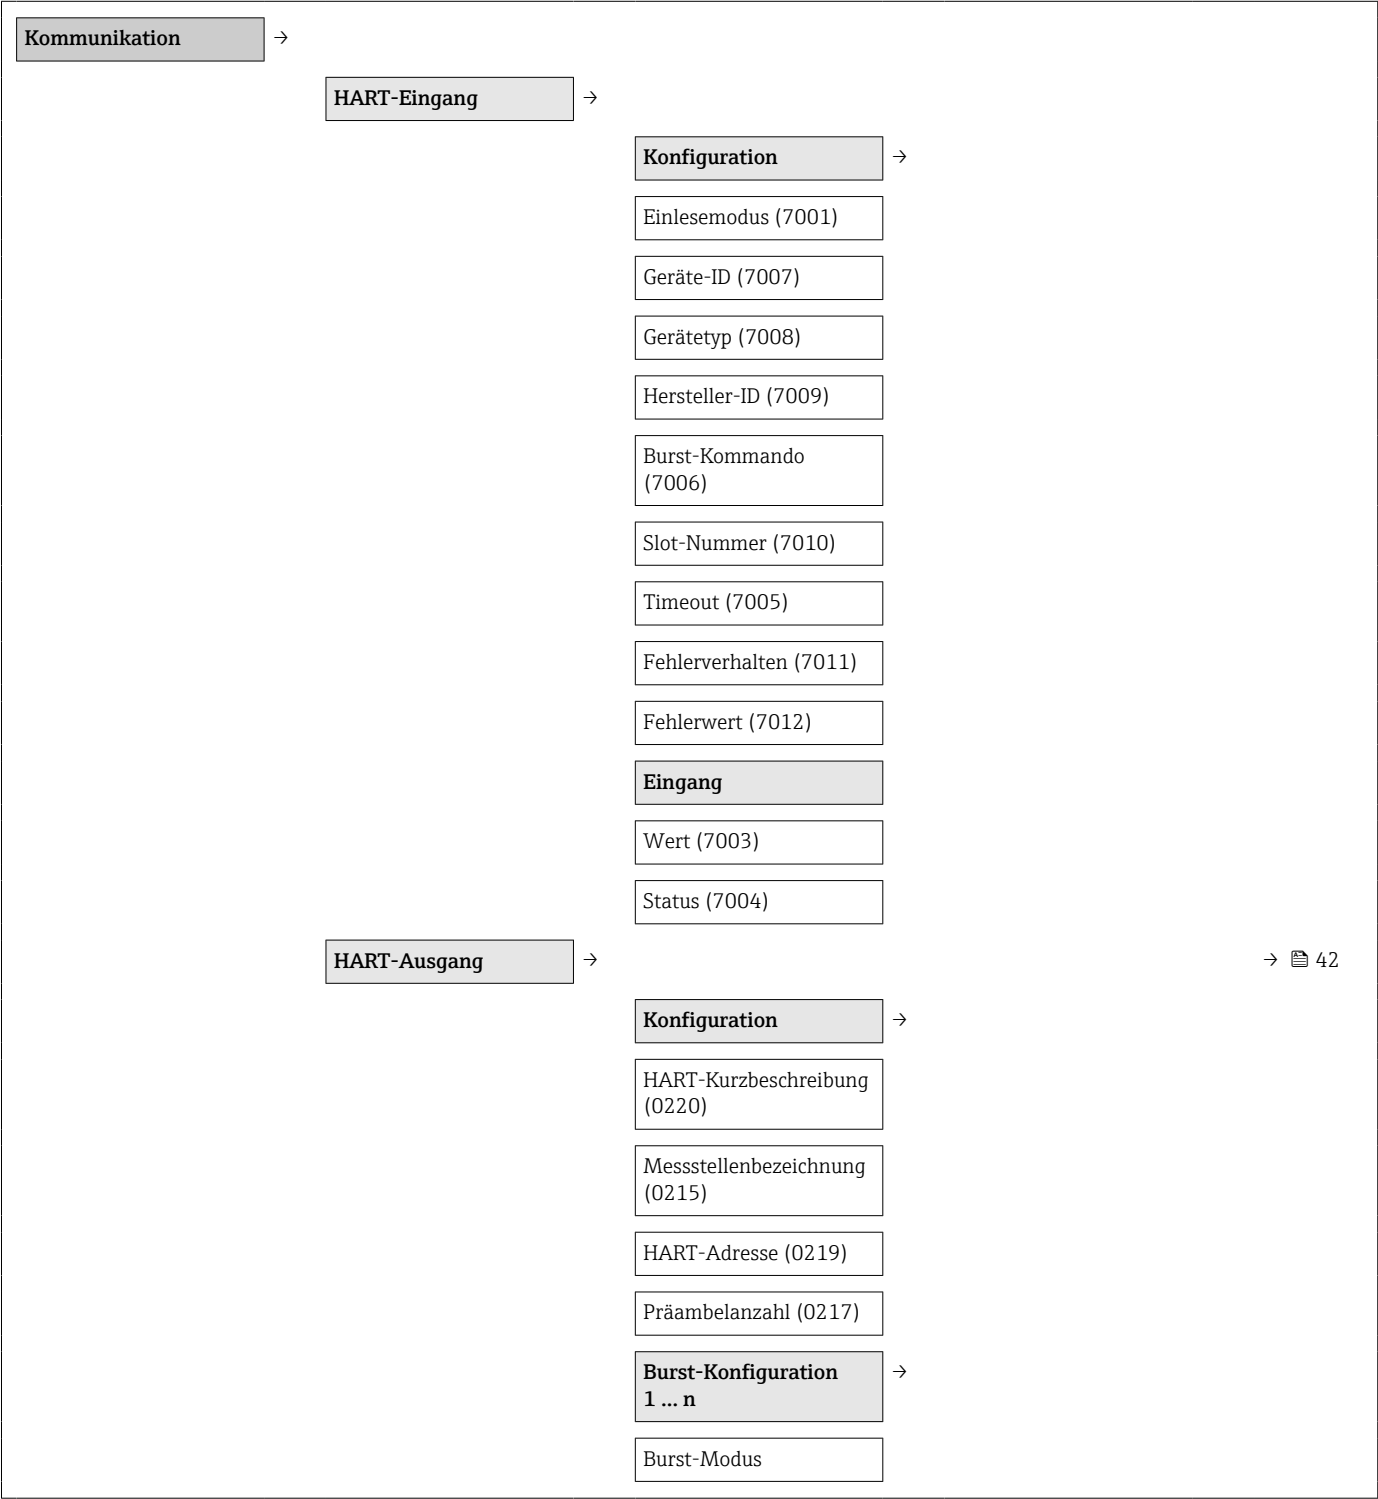 Kommunikation →
HART-Eingang →
Konfiguration →
Einlesemodus (7001)
Geräte-ID (7007)
Gerätetyp (7008)
Hersteller-ID (7009)
Burst-Kommando
(7006)
Slot-Nummer (7010)
Timeout (7005)
Fehlerverhalten (7011)
Fehlerwert (7012)
Eingang
Wert (7003)
Status (7004)
HART-Ausgang → → 42
Konfiguration →
HART-Kurzbeschreibung
(0220)
Messstellenbezeichnung
(0215)
HART-Adresse (0219)
Präambelanzahl (0217)
Burst-Konfiguration →
1 ... n
Burst-Modus